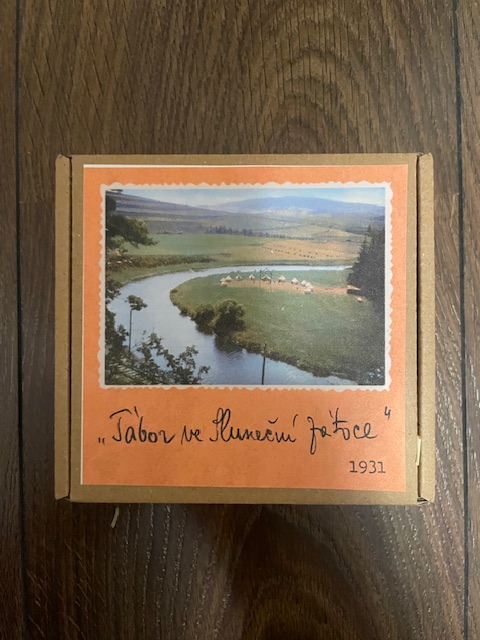 „Tábor ve Sluneční zátoce“
1931